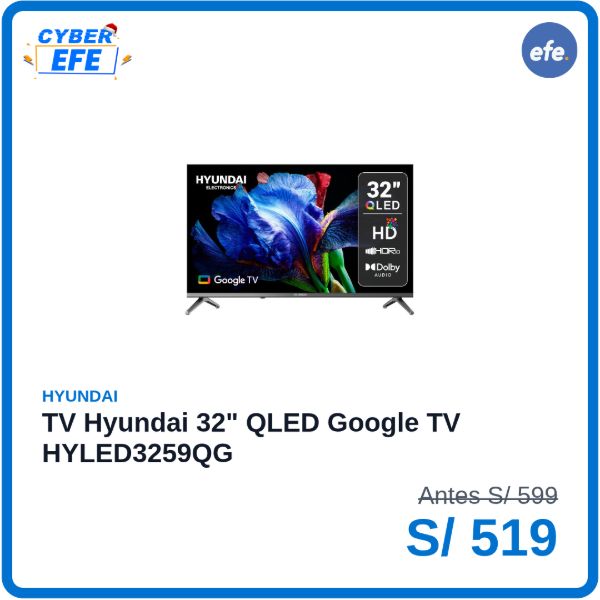 CYBER
EFE
efe.
HYUNDAI
ELECTRONICS
32"
QLED
HD
HDR10
Dolby
AUDIO
Google TV
HYUNDAI
TV Hyundai 32" QLED Google TV
HYLED3259QG
Antes S/ 599
S/ 519